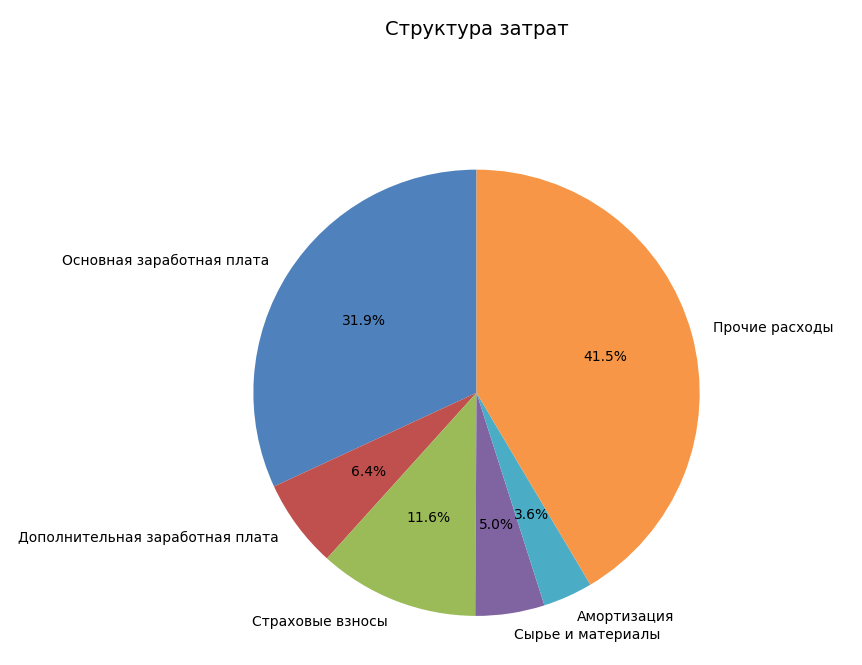 Структура затрат
Основная заработная плата
31.9%
Прочие расходы
41.5%
6.4%
Дополнительная заработная плата
11.6%
5.0%
3.6%
Страховые взносы
Амортизация
Сырье и материалы